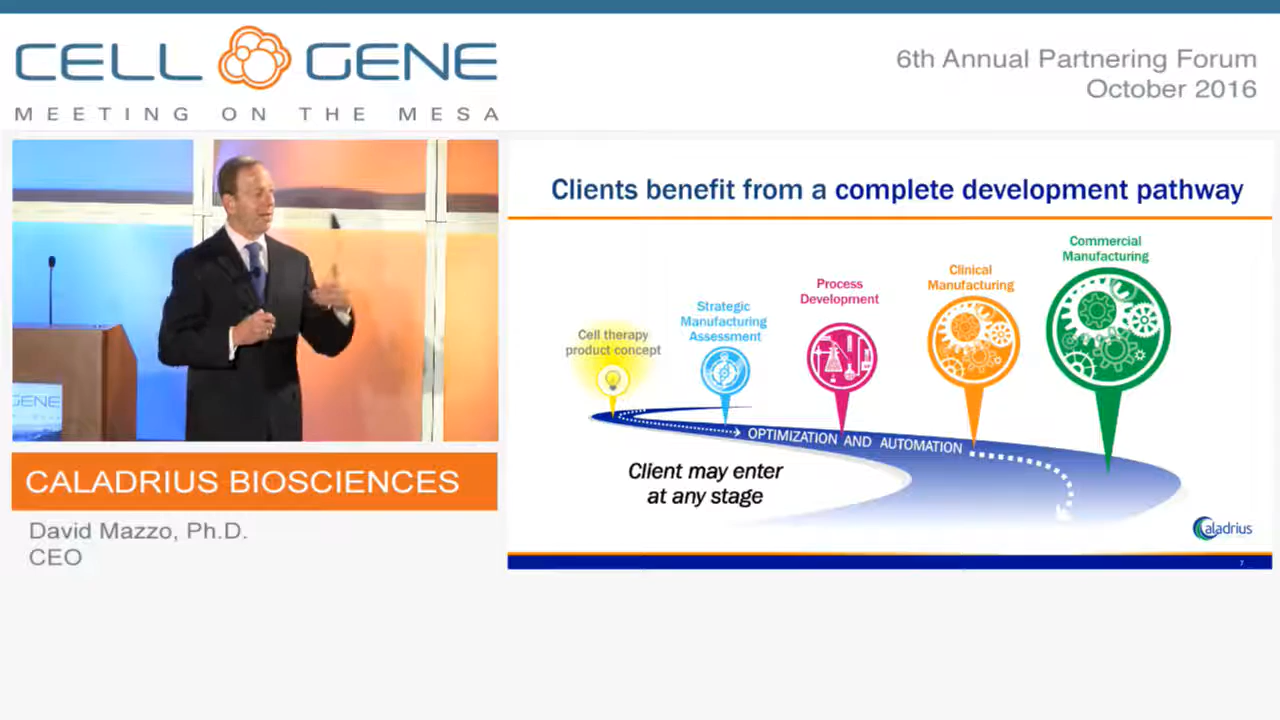 CELL GENE
MEETING ON THE MESA
6th Annual Partnering Forum
October 2016
GENE
CALADRIUS BIOSCIENCES
David Mazzo, Ph.D.
CEO
Clients benefit from a complete development pathway
Cell therapy
product concept
Strategic
Manufacturing
Assessment
Process
Development
Clinical
Manufacturing
Commercial
Manufacturing
OPTIMIZATION AND AUTOMATION
Client may enter
at any stage
Caladrius
7